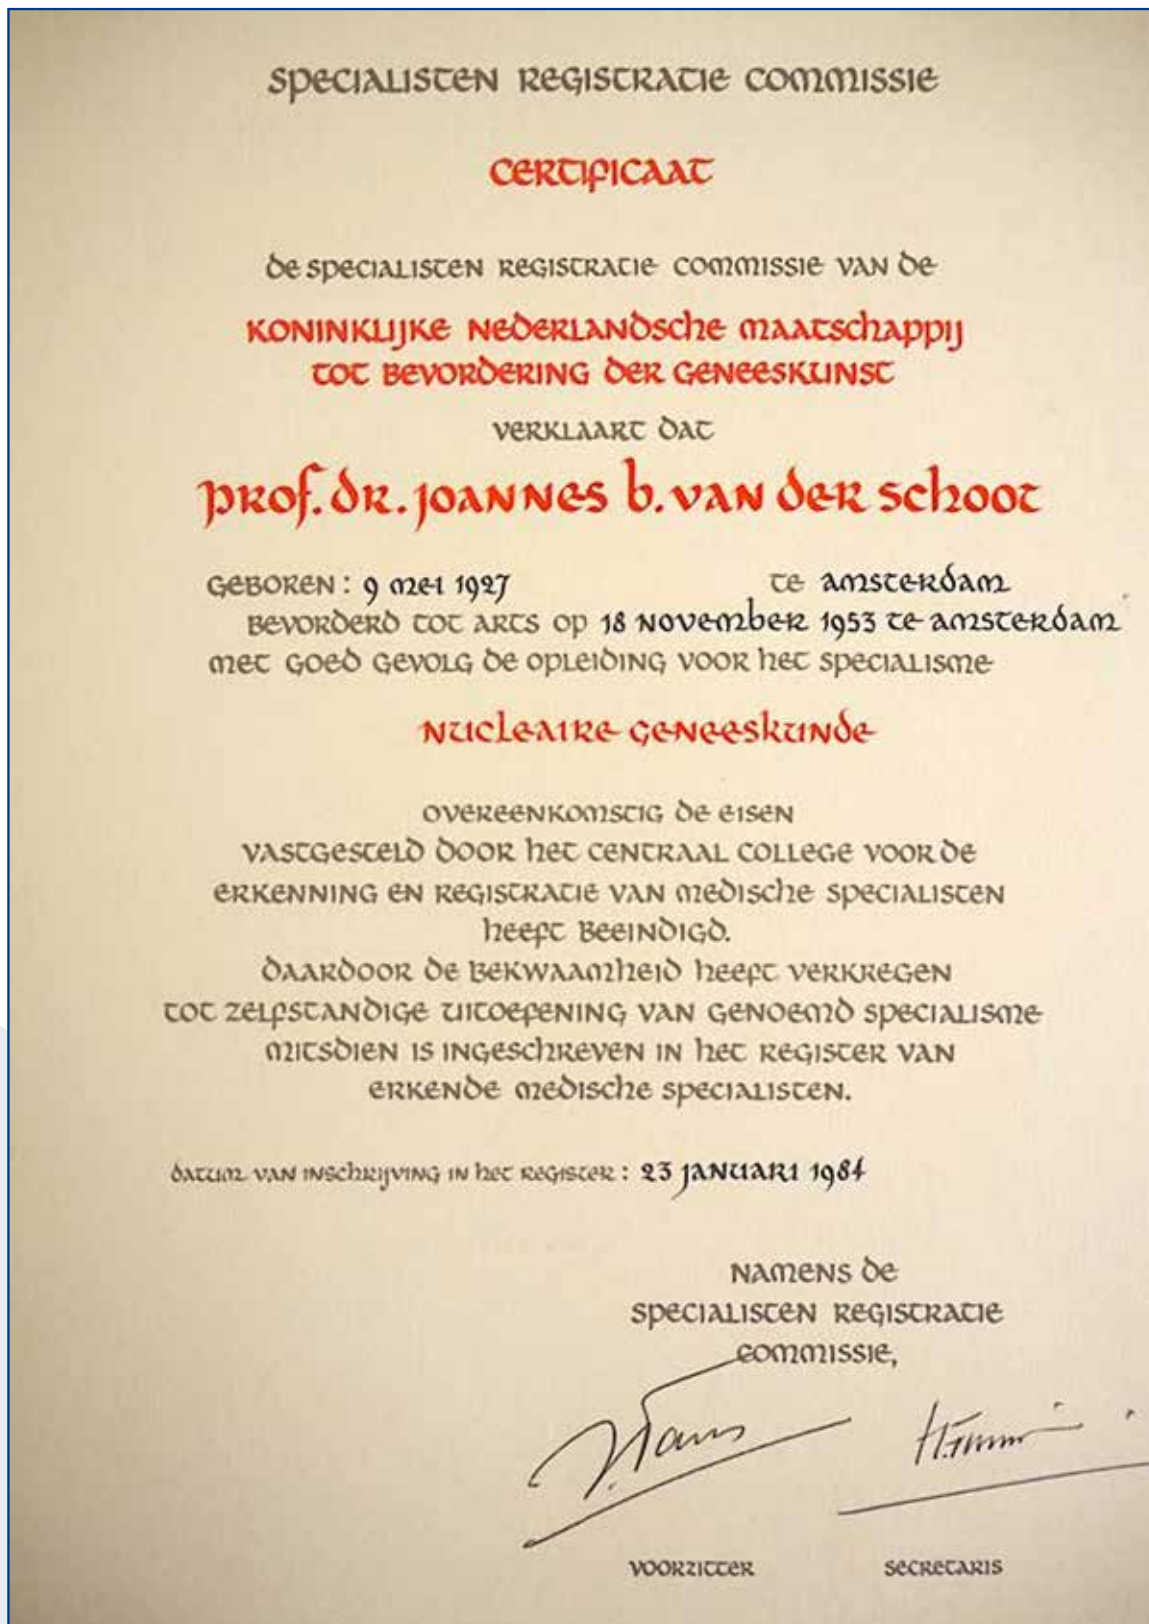 SPECIALISTEN REGISTRATIE COMMISSIE
CERTIFICAAT
DE SPECIALISTEN REGISTRATIE COMMISSIE VAN DE
KONINKLIJKE NEDERLANDSCHE MAATSCHAPPIJ
TOT BEVORDERING DER GENEESKUNST
VERKLAART DAT
PROF. DR. JOANNES B. VAN DER SCHOOT
GEBOREN: 9 MEI 1927 TE AMSTERDAM
BEVORDERD TOT ARTS OP 18 NOVEMBER 1953 TE AMSTERDAM
MET GOED GEVOLG DE OPLEIDING VOOR HET SPECIALISME
NUCLEAIRE GENEESKUNDE
OVEREENKOMSTIG DE EISEN
VASTGESTELD DOOR HET CENTRAAL COLLEGE VOOR DE
ERKENNING EN REGISTRATIE VAN MEDISCHE SPECIALISTEN
HEEFT BEEINDIGD.
DAARDOOR DE BEKWAAMHEID HEEFT VERKREGEN
TOT ZELFSTANDIGE UITOEFENING VAN GENOEMD SPECIALISME
MITSDIEN IS INGESCHREVEN IN HET REGISTER VAN
ERKENDE MEDISCHE SPECIALISTEN.
DATUM VAN INSCHRIJVING IN HET REGISTER: 23 JANUARI 1984
NAMENS DE
SPECIALISTEN REGISTRATIE
COMMISSIE,
VOORZITTER SECRETARIS